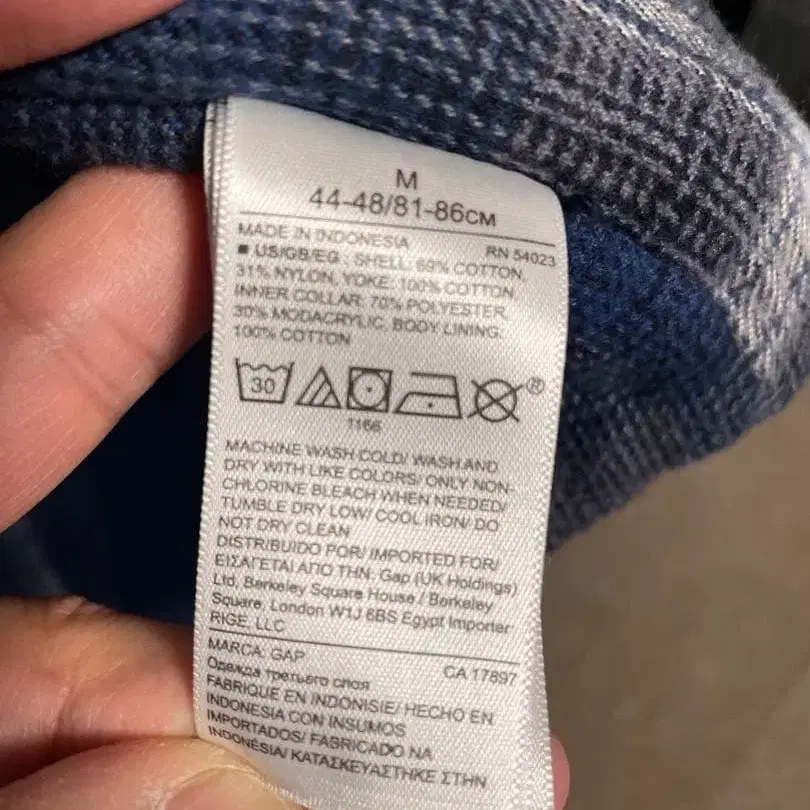 M
44-48/81-86CM
MADE IN INDONESIA RN 54023
■ US/GB/EG : SHELL: 69% COTTON,
31% NYLON, YOKE: 100% COTTON,
INNER COLLAR: 70% POLYESTER,
30% MODACRYLIC, BODY LINING:
100% COTTON
30 ®
1166
MACHINE WASH COLD/ WASH AND
DRY WITH LIKE COLORS/ ONLY NON-
CHLORINE BLEACH WHEN NEEDED/
TUMBLE DRY LOW/ COOL IRON/ DO
NOT DRY CLEAN
DISTRIBUIDO POR/ IMPORTED FOR/
ΕΙΣΑΓΕΤΑΙ ΑΠΟ ΤΗΝ: Gap (UK Holdings)
Ltd, Berkeley Square House / Berkeley
Square, London W1J 6BS Egypt Importer
RIGE, LLC
MARCA: GAP CA 17897
Одежда третьего слоя
FABRIQUÉ EN INDONISIE/ HECHO EN
INDONESIA CON INSUMOS
IMPORTADOS/ FABRICADO NA
INDONÉSIA/ ΚΑΤΑΣΚΕΥΑΣΤΗΚΕ ΣΤΗΝ